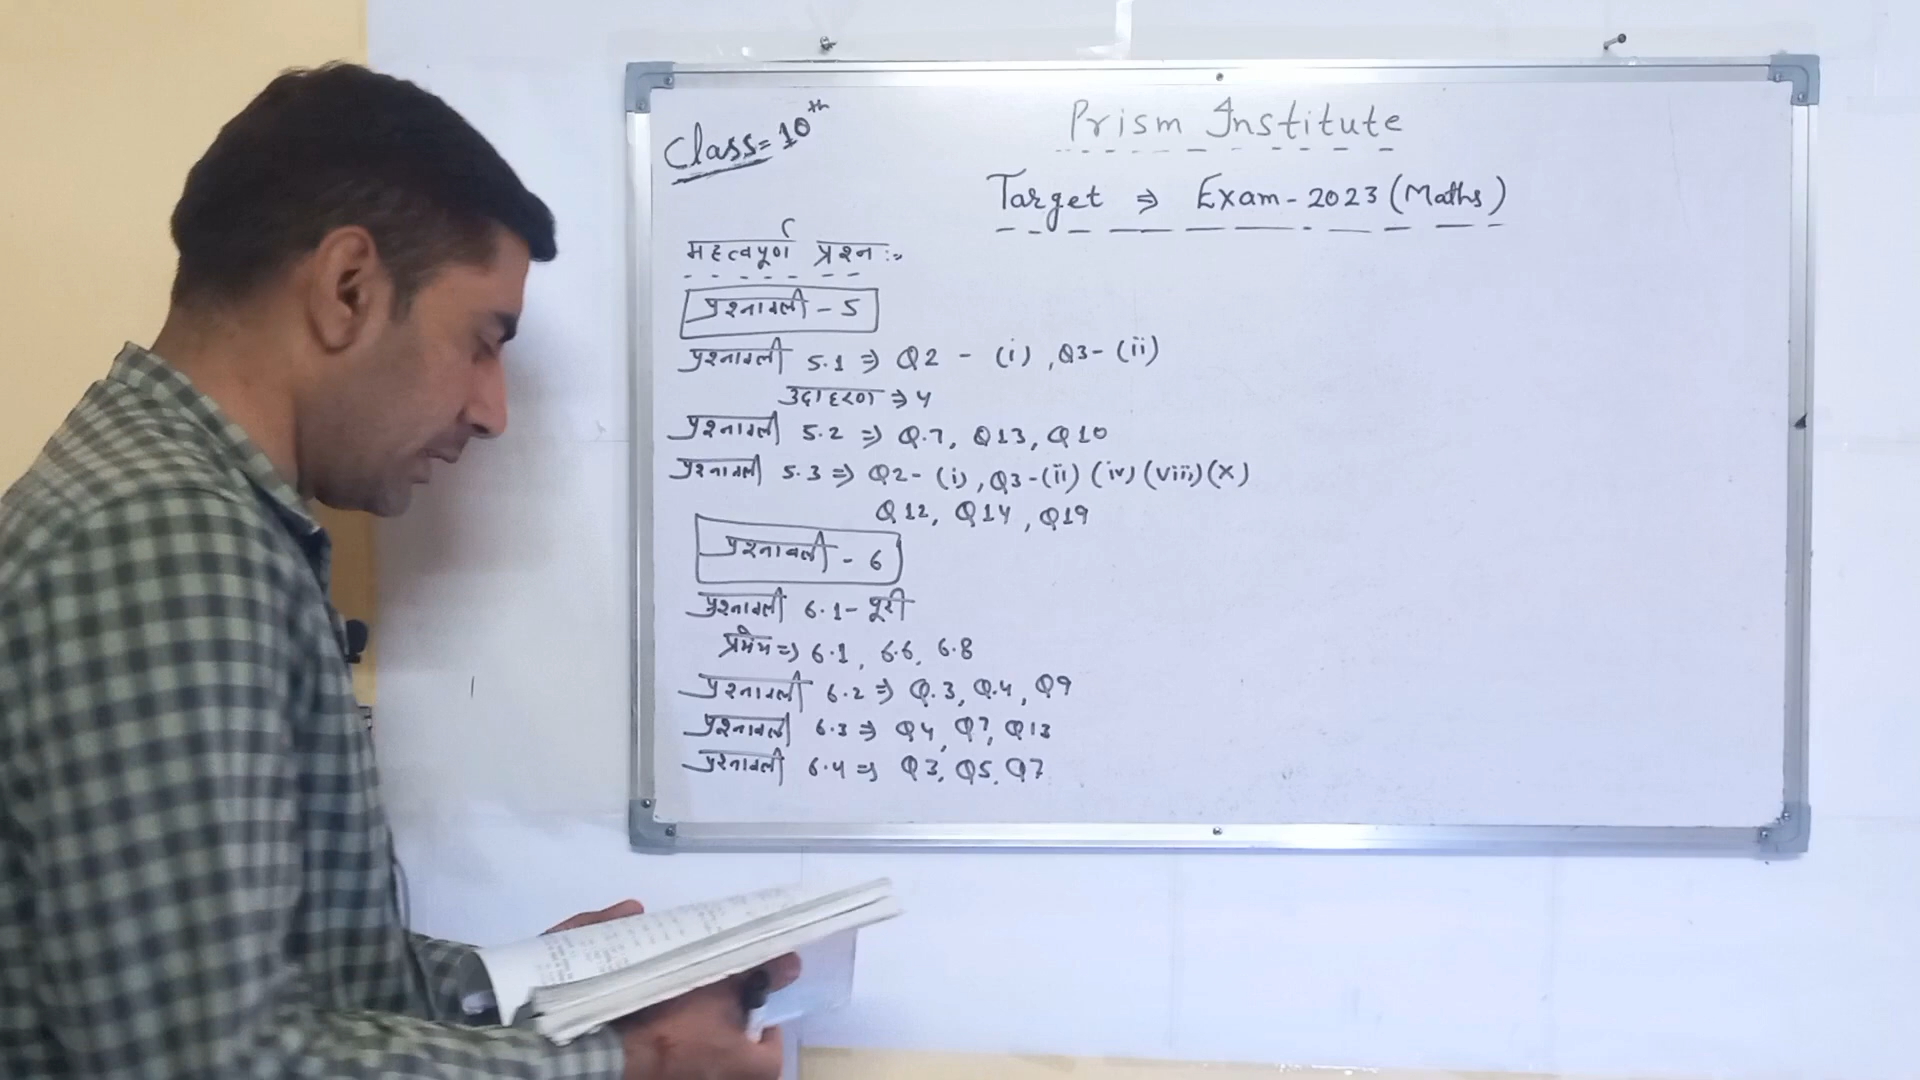 Class = 10th
Prism Institute
Target ⇒ Exam - 2023 (Maths)
महत्वपूर्ण प्रश्न :-
प्रश्नावली - 5
प्रश्नावली 5.1 ⇒ Q2 - (i), Q3 - (ii)
उदाहरण ⇒ 4
प्रश्नावली 5.2 ⇒ Q.7, Q13, Q10
प्रश्नावली 5.3 ⇒ Q2 - (i), Q3 - (ii) (iv) (viii) (x)
Q12, Q14, Q19
प्रश्नावली - 6
प्रश्नावली 6.1 - पूरी
प्रमेय ⇒ 6.1, 6.6, 6.8
प्रश्नावली 6.2 ⇒ Q.3, Q.4, Q9
प्रश्नावली 6.3 ⇒ Q4, Q7, Q13
प्रश्नावली 6.4 ⇒ Q3, Q5, Q7